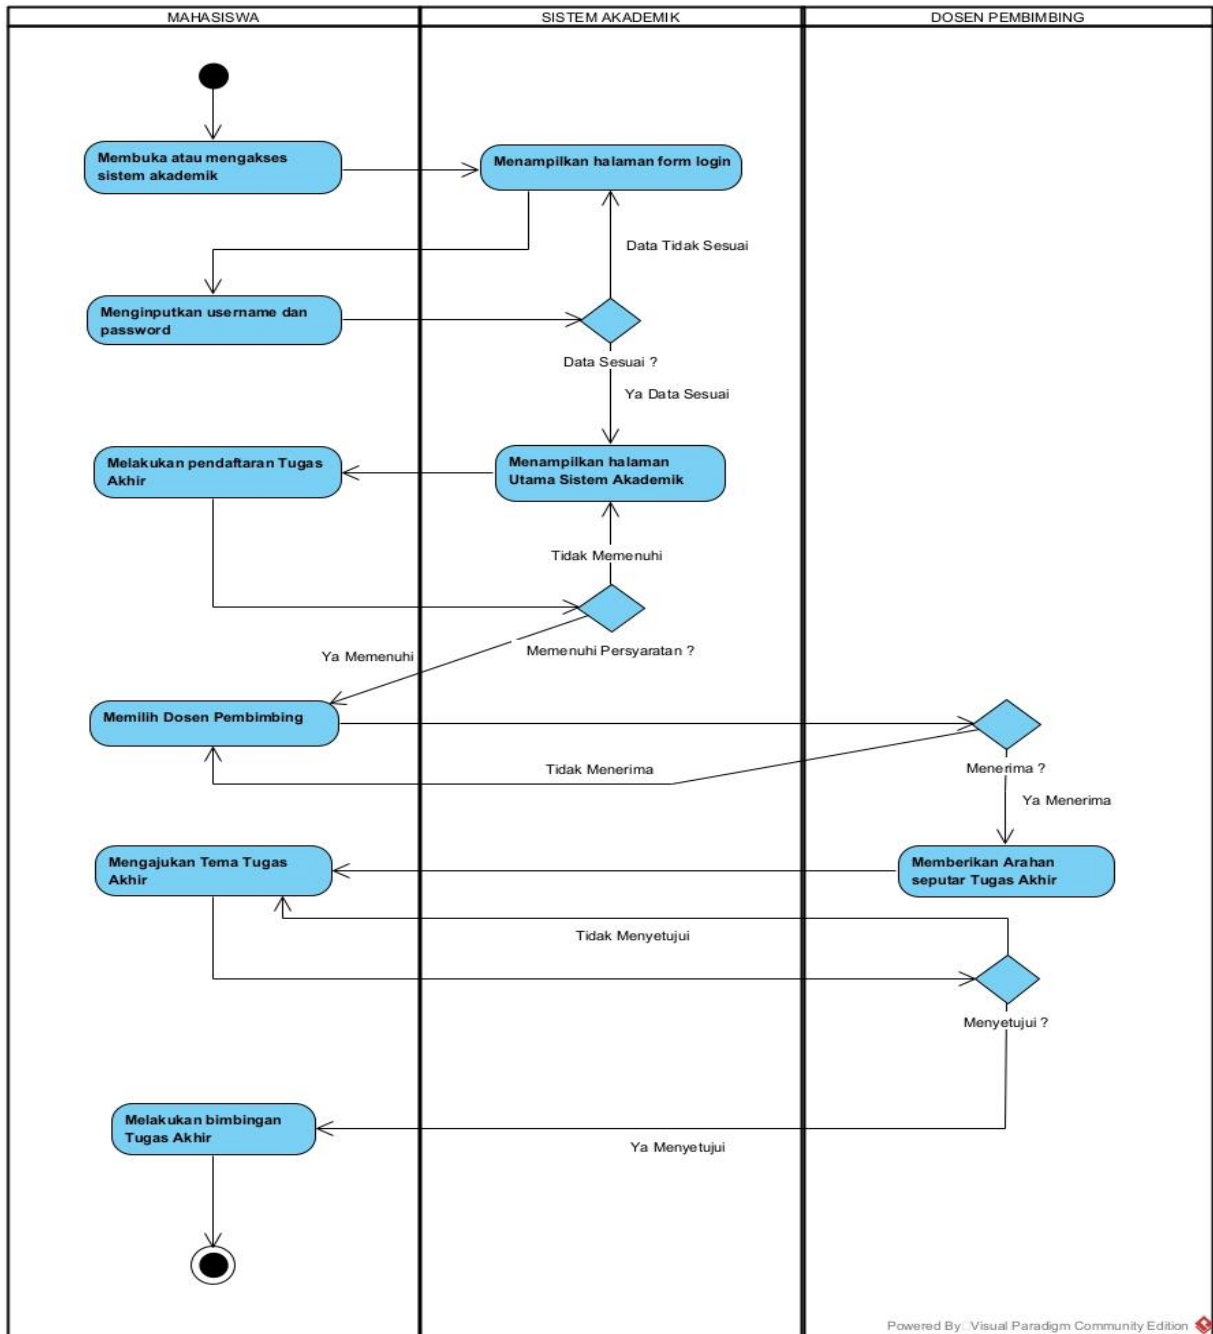 MAHASISWA
SISTEM AKADEMIK
DOSEN PEMBIMBING
Membuka atau mengakses
sistem akademik
Menampilkan halaman form login
Data Tidak Sesuai
Menginputkan username dan
password
Data Sesuai ?
Ya Data Sesuai
Melakukan pendaftaran Tugas
Akhir
Menampilkan halaman
Utama Sistem Akademik
Tidak Memenuhi
Memenuhi Persyaratan ?
Ya Memenuhi
Memilih Dosen Pembimbing
Tidak Menerima
Menerima ?
Ya Menerima
Mengajukan Tema Tugas
Akhir
Memberikan Arahan
seputar Tugas Akhir
Tidak Menyetujui
Menyetujui ?
Melakukan bimbingan
Tugas Akhir
Ya Menyetujui
Powered By Visual Paradigm Community Edition